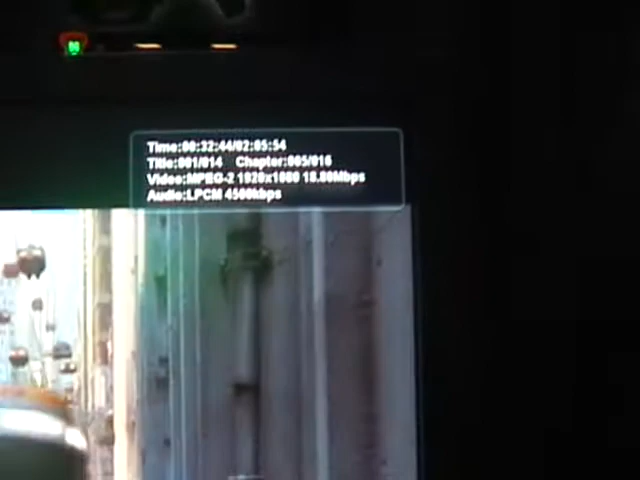 Time:00:32:44/02:05:54
Title:001/014 Chapter:005/016
Video:MPEG-2 1920x1080 18.80Mbps
Audio:LPCM 4500kbps